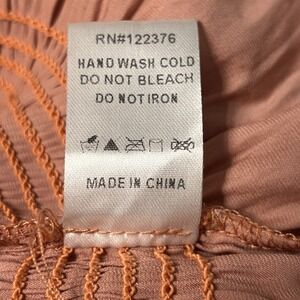 RN#122376
HAND WASH COLD
DO NOT BLEACH
DO NOT IRON
MADE IN CHINA